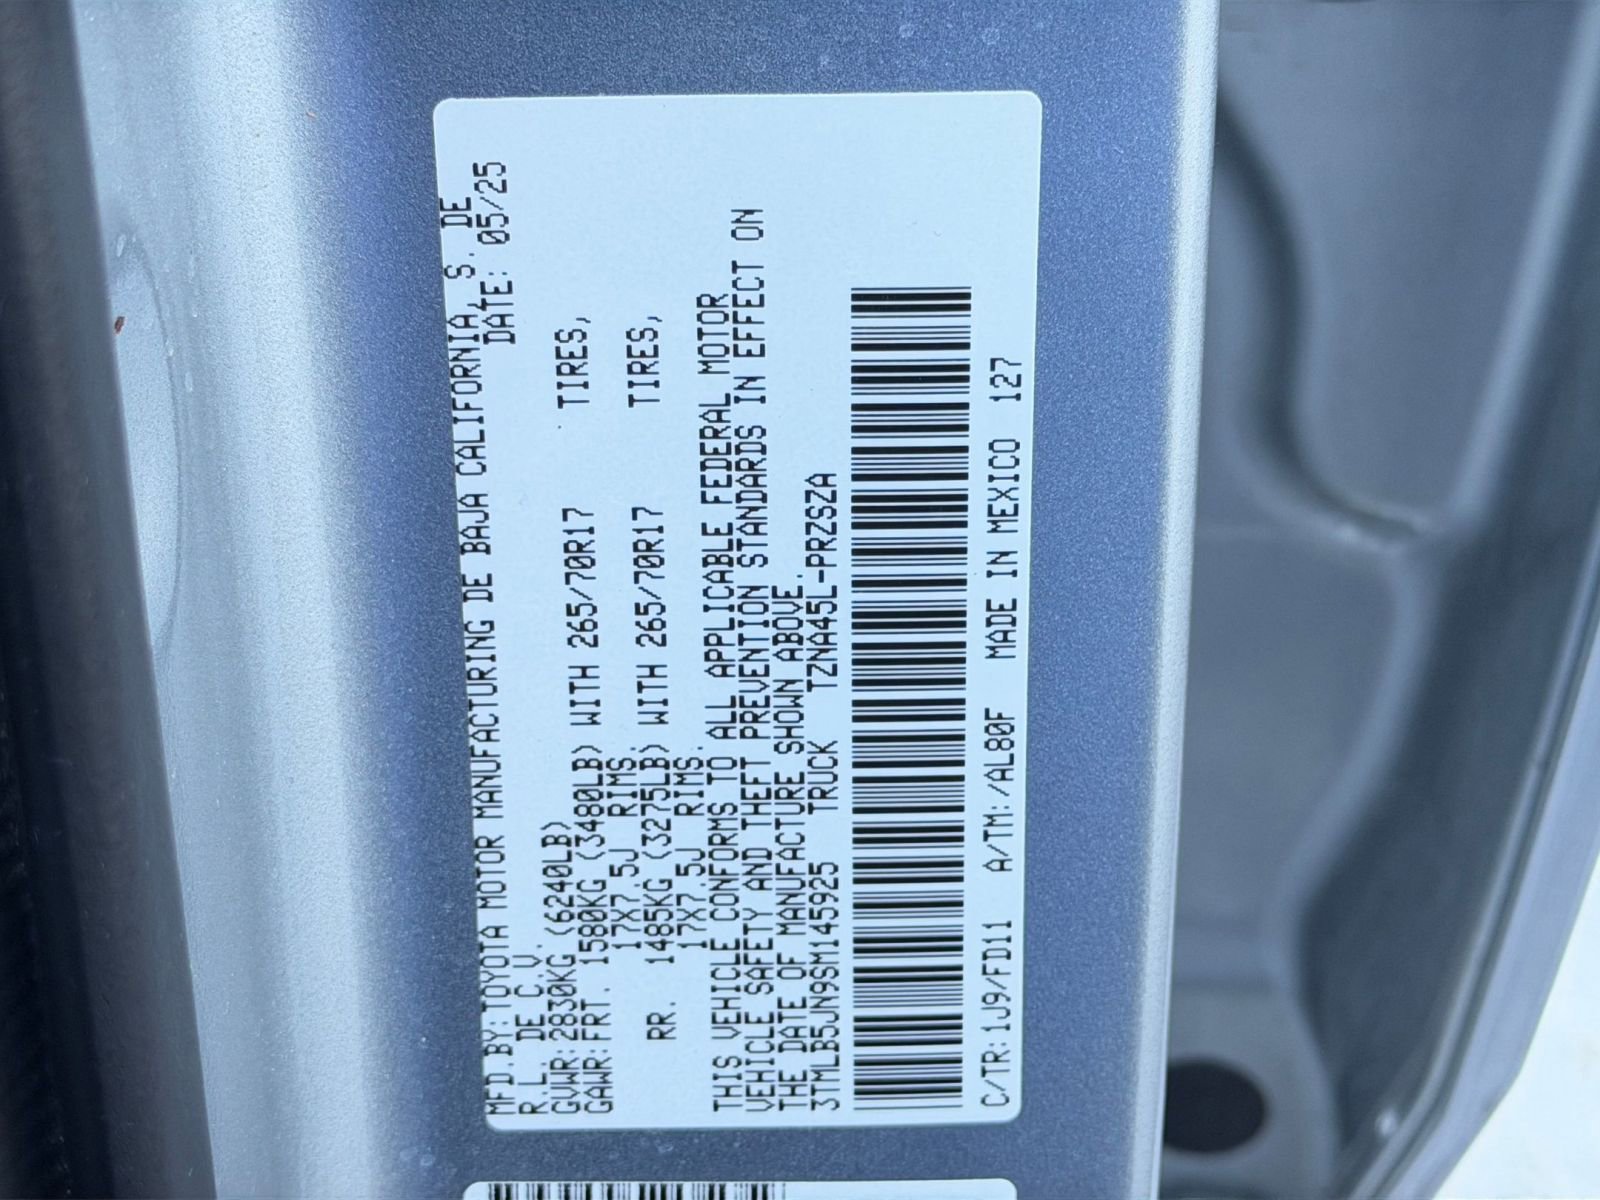 MFD.BY:TOYOTA MOTOR MANUFACTURING DE BAJA CALIFORNIA, S. DE
R.L. DE C.V. DATE: 05/25
GVWR:2830KG (6240LB)
GAWR:FRT. 1580KG (3480LB) WITH 265/70R17 TIRES,
17X7.5J RIMS.
RR. 1485KG (3275LB) WITH 265/70R17 TIRES,
17X7.5J RIMS.
THIS VEHICLE CONFORMS TO ALL APPLICABLE FEDERAL MOTOR
VEHICLE SAFETY AND THEFT PREVENTION STANDARDS IN EFFECT ON
THE DATE OF MANUFACTURE SHOWN ABOVE.
3TMLB5JN9SM145925 TRUCK TZNA45L-PRZSZA
C/TR:1J9/FD11 A/TM:/AL80F MADE IN MEXICO 127